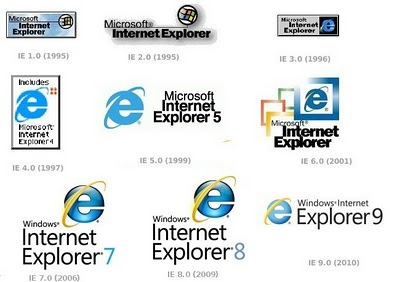 Microsoft
Internet
Explorer
IE 1.0 (1995)
Microsoft®
Internet Explorer
IE 2.0 (1995)
Microsoft
Internet
Explorer
IE 3.0 (1996)
Includes
Microsoft
Internet
Explorer 4
IE 4.0 (1997)
Microsoft
Internet
Explorer 5
IE 5.0 (1999)
Microsoft®
Internet
Explorer
IE 6.0 (2001)
Windows®
Internet
Explorer 7
IE 7.0 (2006)
Windows®
Internet
Explorer 8
IE 8.0 (2009)
Windows® Internet
Explorer 9
IE 9.0 (2010)